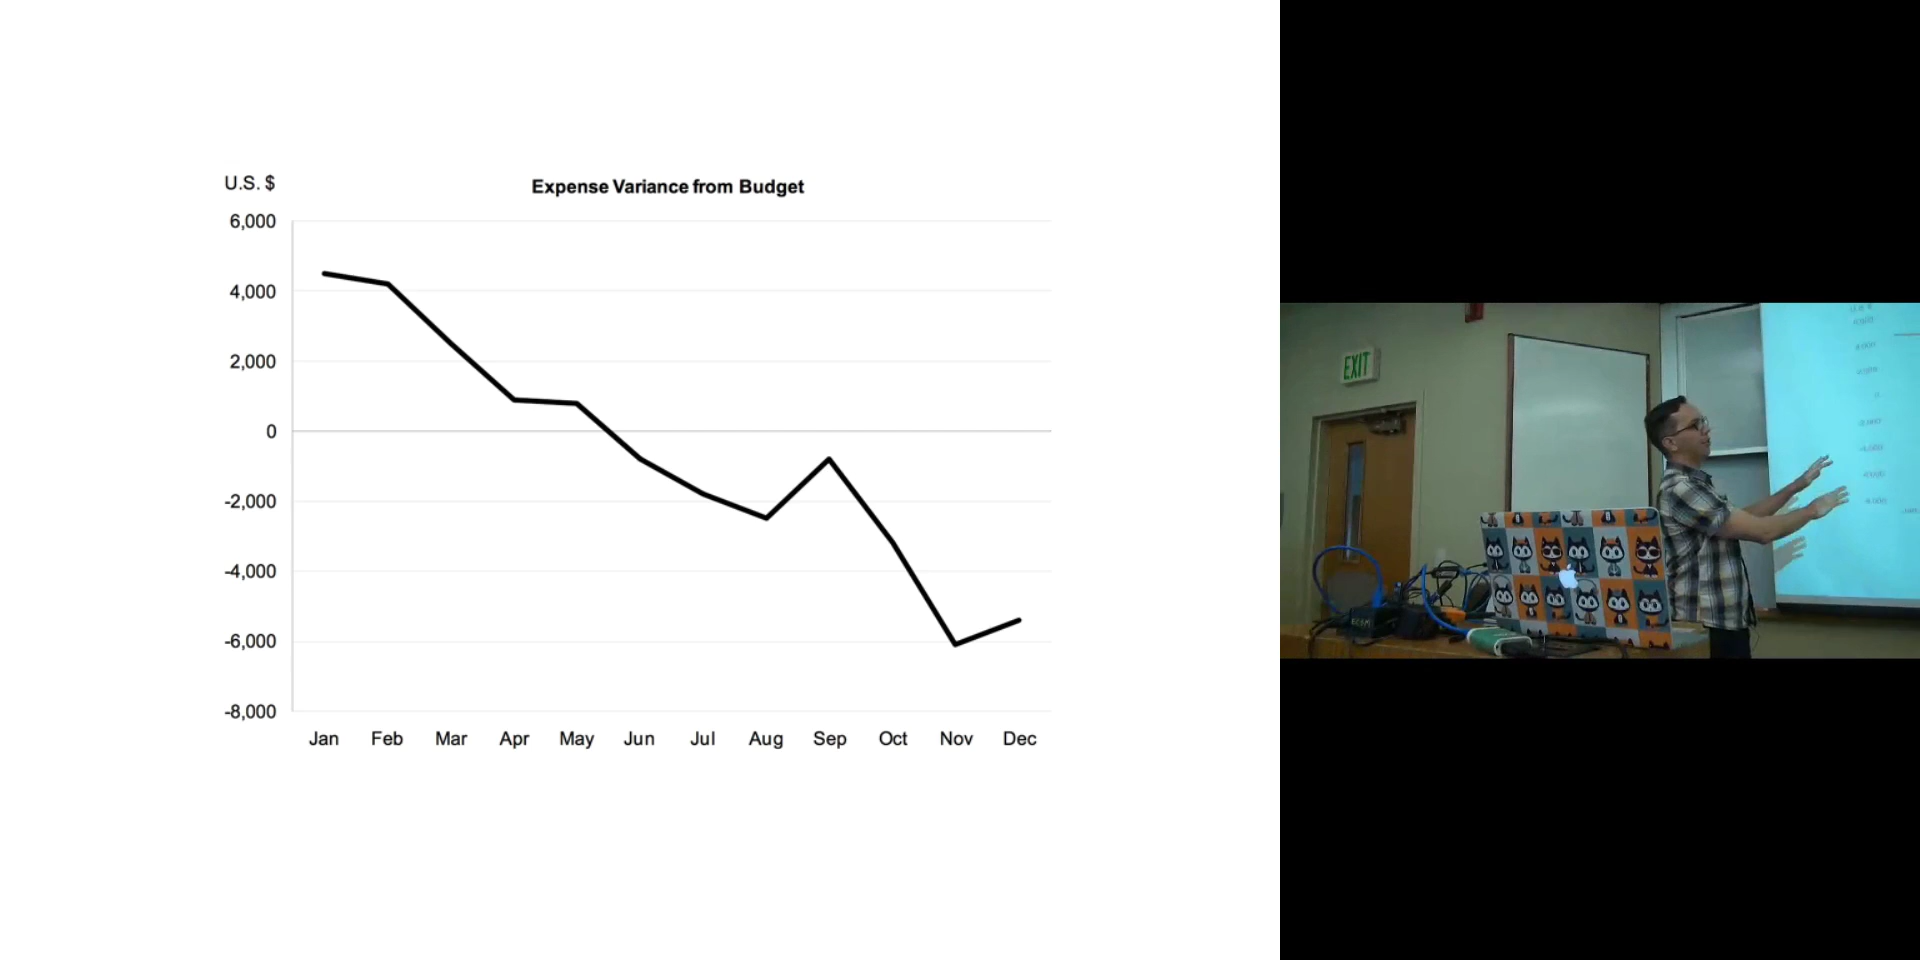 U.S. $
Expense Variance from Budget
6,000
4,000
2,000
0
-2,000
-4,000
-6,000
-8,000
Jan Feb Mar Apr May Jun Jul Aug Sep Oct Nov Dec
EXIT